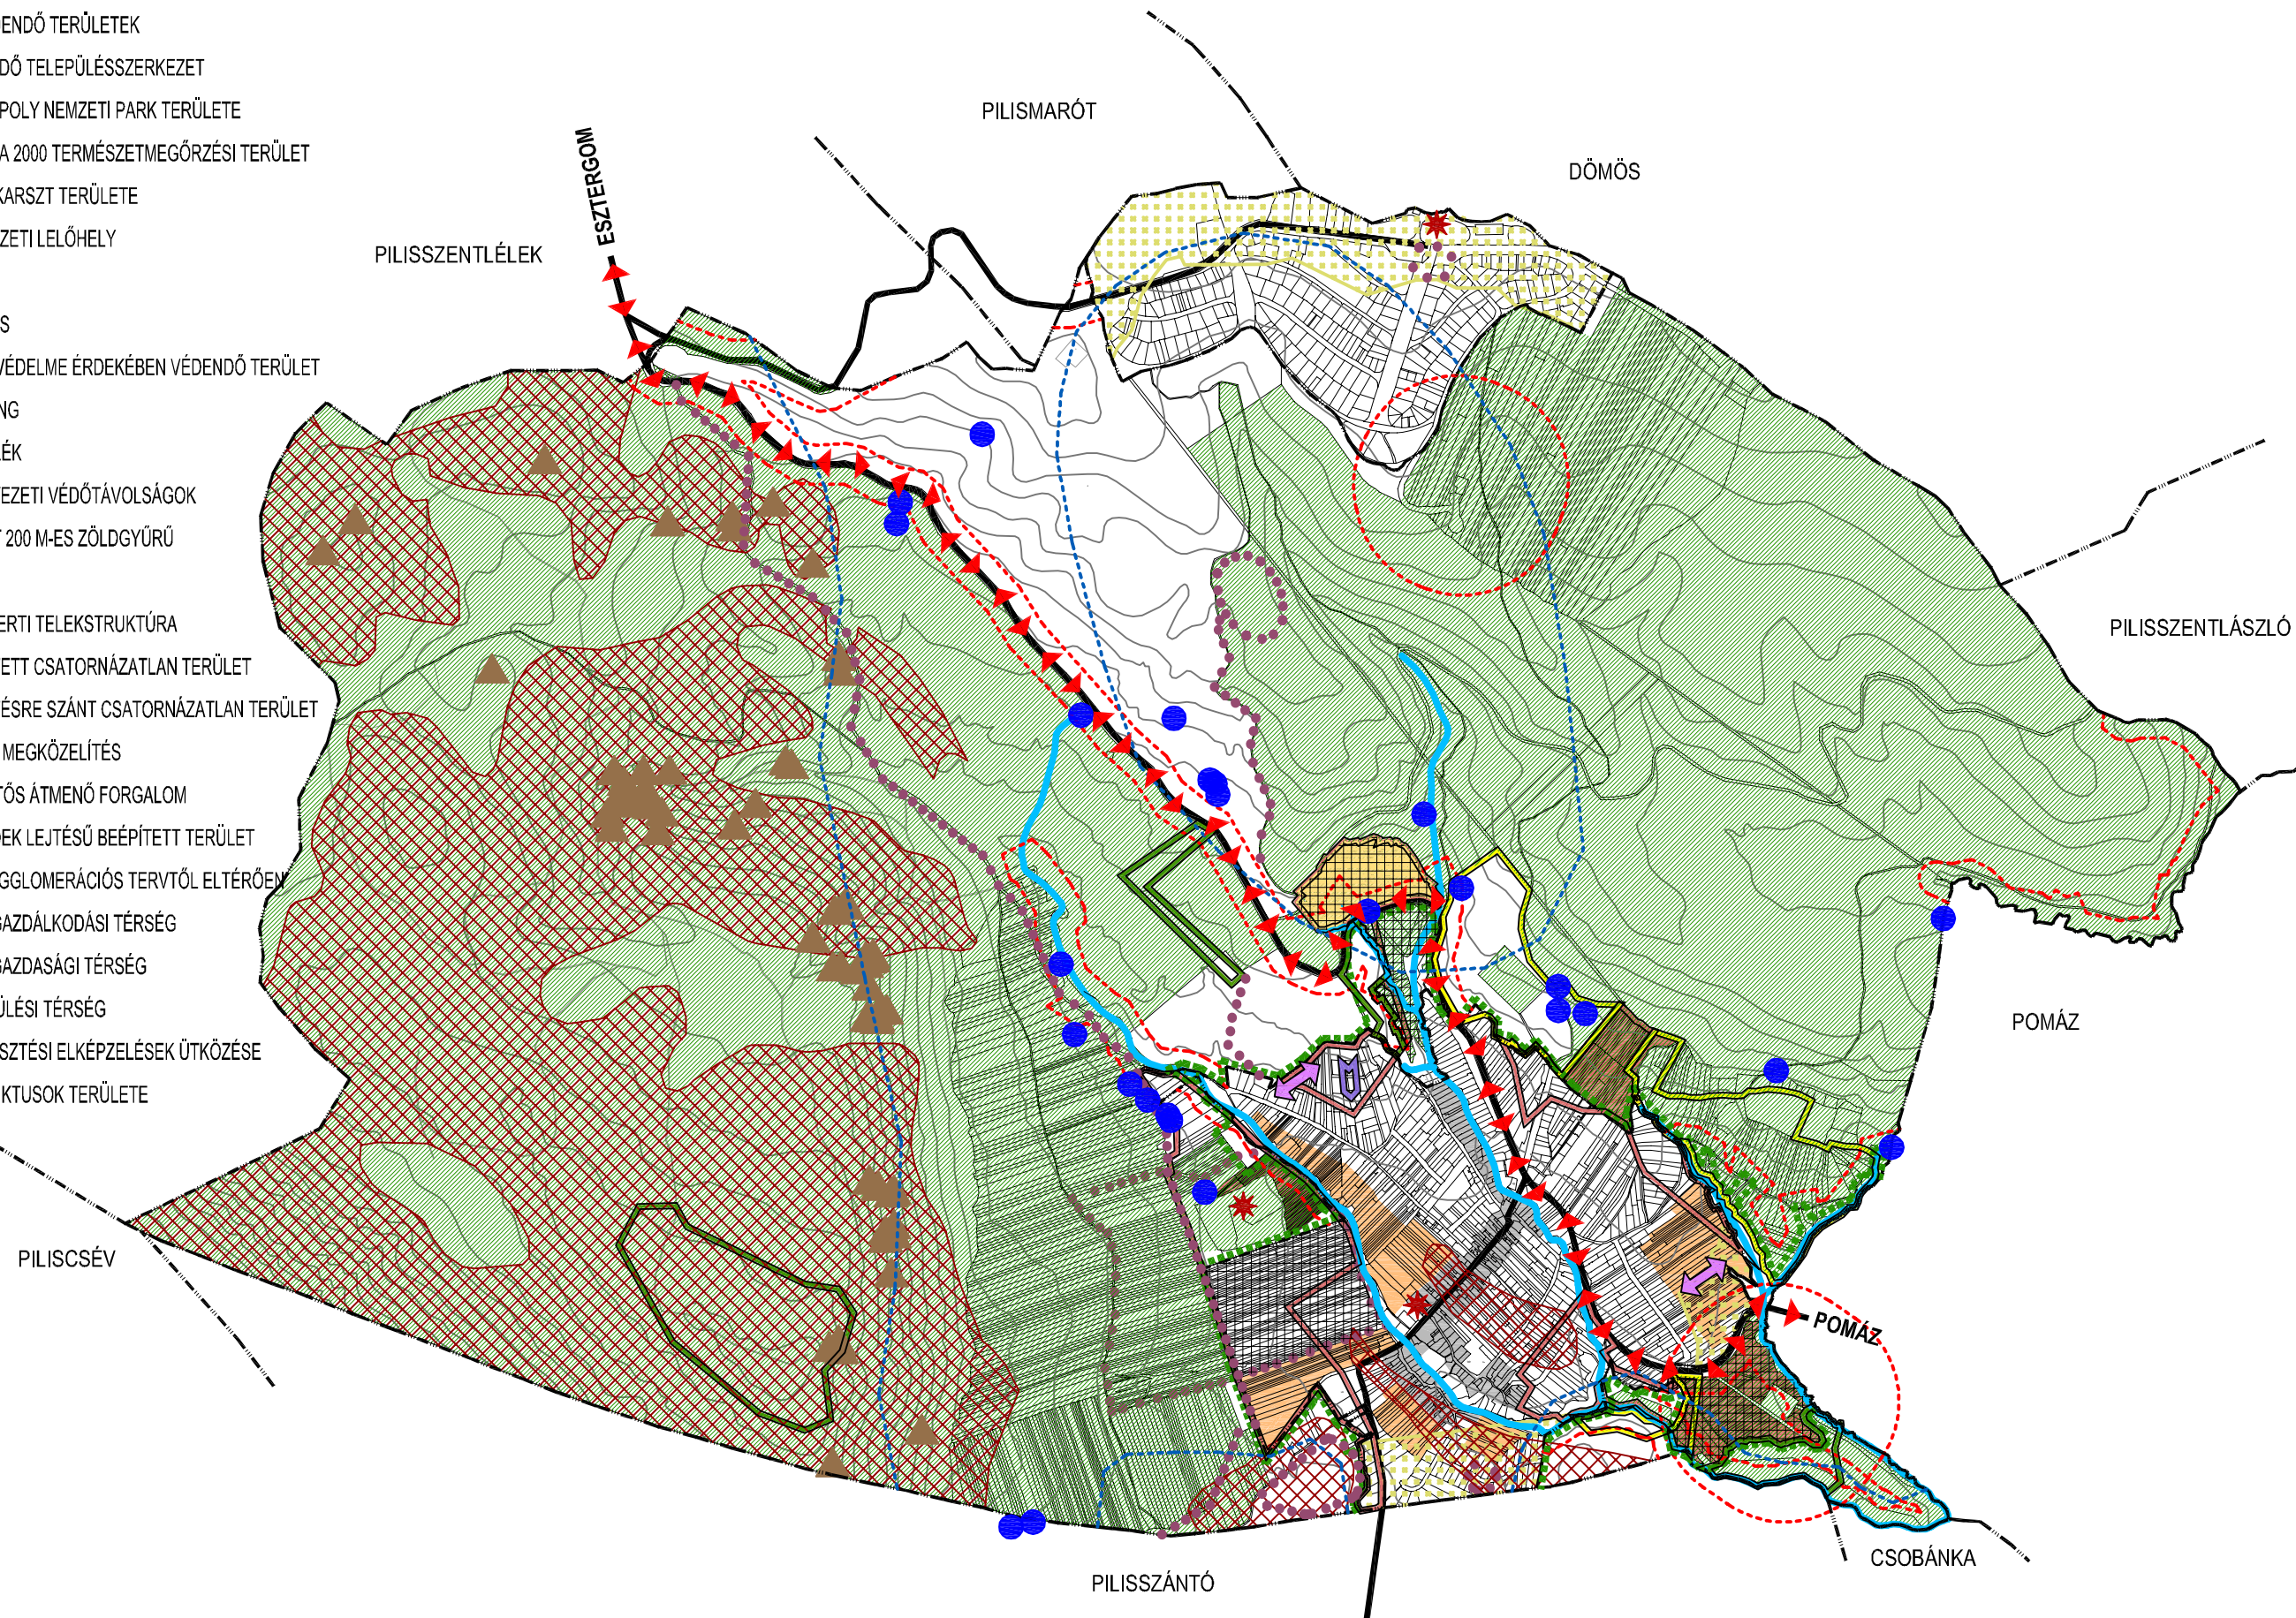 ENDŐ TERÜLETEK
DŐ TELEPÜLÉSSZERKEZET
POLY NEMZETI PARK TERÜLETE
A 2000 TERMÉSZETMEGŐRZÉSI TERÜLET
KARSZT TERÜLETE
ZETI LELŐHELY
S
VÉDELME ÉRDEKÉBEN VÉDENDŐ TERÜLET
NG
ÉK
EZETI VÉDŐTÁVOLSÁGOK
T 200 M-ES ZÖLDGYŰRŰ
ERTI TELEKSTRUKTÚRA
ETT CSATORNÁZATLAN TERÜLET
ÉSRE SZÁNT CSATORNÁZATLAN TERÜLET
MEGKÖZELÍTÉS
TŐS ÁTMENŐ FORGALOM
DEK LEJTÉSŰ BEÉPÍTETT TERÜLET
GGLOMERÁCIÓS TERVTŐL ELTÉRŐEN
GAZDÁLKODÁSI TÉRSÉG
GAZDASÁGI TÉRSÉG
ÜLÉSI TÉRSÉG
SZTÉSI ELKÉPZELÉSEK ÜTKÖZÉSE
KTUSOK TERÜLETE
PILISMARÓT
DÖMÖS
ESZTERGOM
PILISSZENTLÉLEK
PILISSZENTLÁSZLÓ
POMÁZ
PILISCSÉV
POMÁZ
CSOBÁNKA
PILISSZÁNTÓ